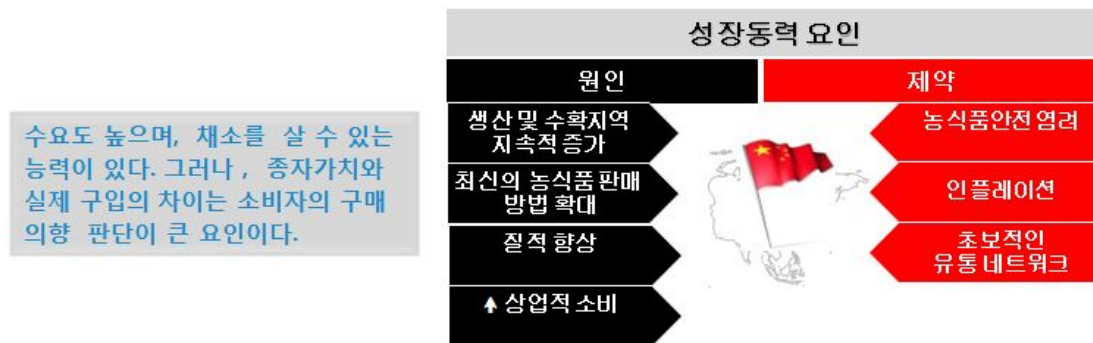 수요도 높으며, 채소를 살 수 있는
능력이 있다. 그러나 , 종자가치와
실제 구입의 차이는 소비자의 구매
의향 판단이 큰 요인이다.
성장동력 요인
원인
제약
생산 및 수확지역
지속적 증가
최신의 농식품 판매
방법 확대
질적 향상
↑ 상업적 소비
농식품안전 염려
인플레이션
초보적인
유통 네트워크